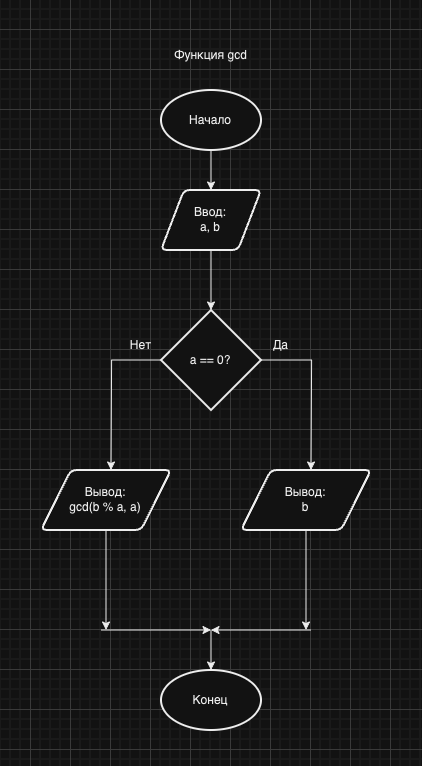 Функция gcd
Начало
Ввод:
a, b
Нет
Да
a == 0?
Вывод:
gcd(b % a, a)
Вывод:
b
Конец